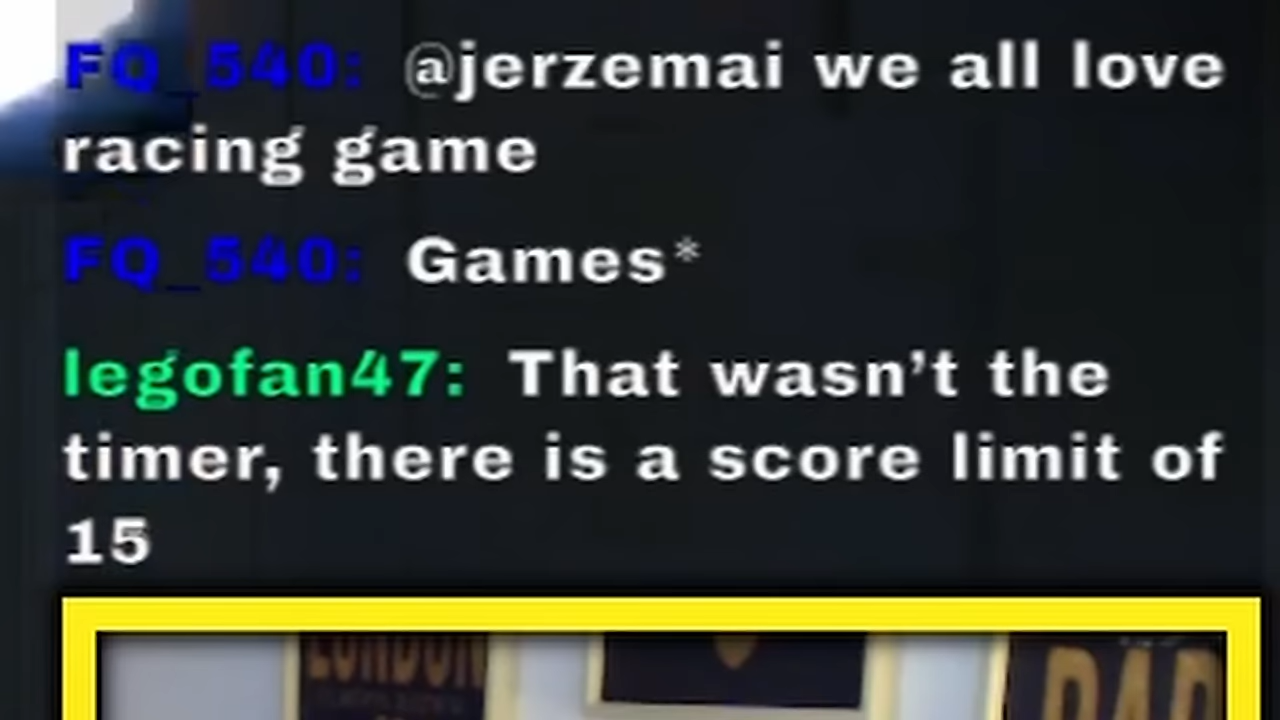 FQ_540: @jerzemai we all love
racing game
FQ_540: Games*
legofan47: That wasn’t the
timer, there is a score limit of
15
LONDON